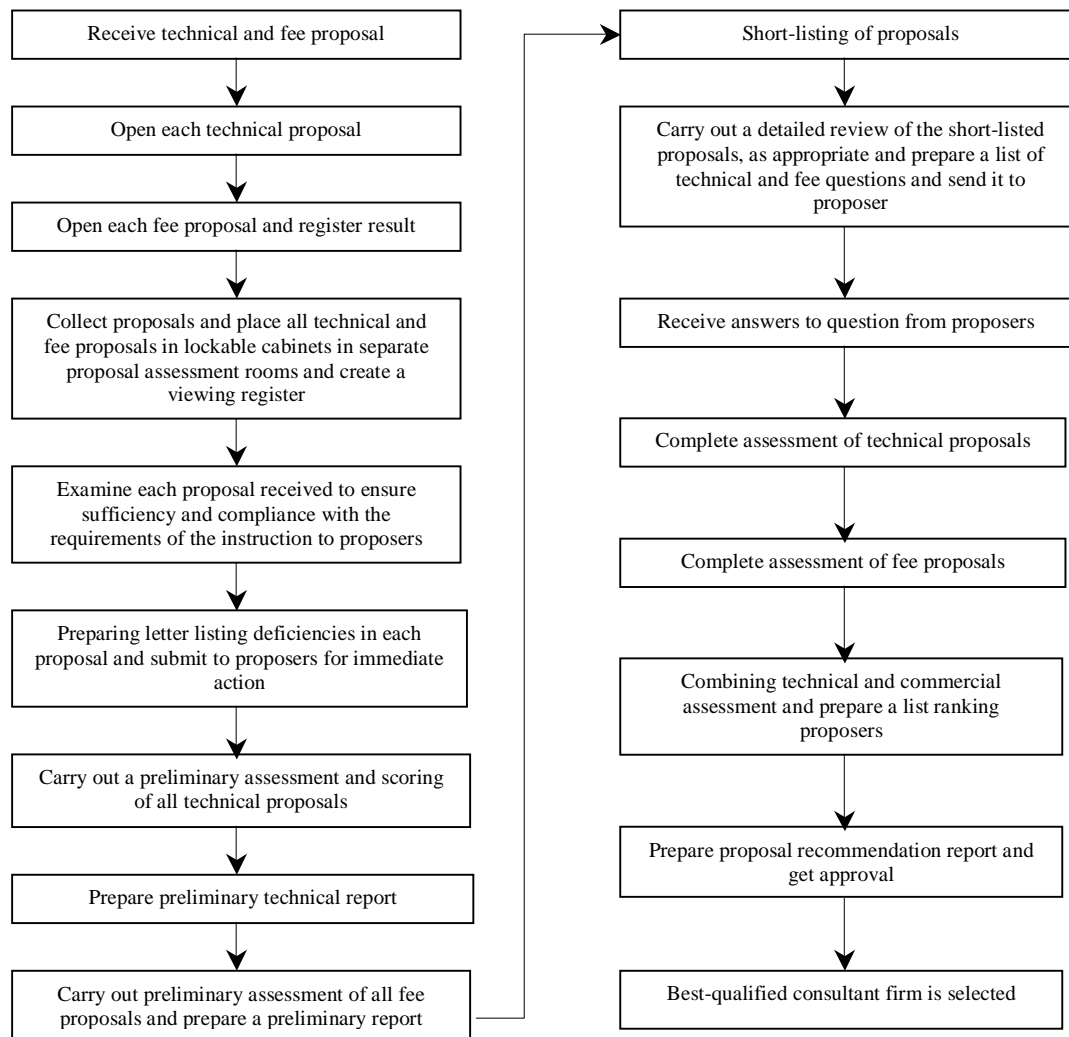 Receive technical and fee proposal
Open each technical proposal
Open each fee proposal and register result
Collect proposals and place all technical and
fee proposals in lockable cabinets in separate
proposal assessment rooms and create a
viewing register
Examine each proposal received to ensure
sufficiency and compliance with the
requirements of the instruction to proposers
Preparing letter listing deficiencies in each
proposal and submit to proposers for immediate
action
Carry out a preliminary assessment and scoring
of all technical proposals
Prepare preliminary technical report
Carry out preliminary assessment of all fee
proposals and prepare a preliminary report
Short-listing of proposals
Carry out a detailed review of the short-listed
proposals, as appropriate and prepare a list of
technical and fee questions and send it to
proposer
Receive answers to question from proposers
Complete assessment of technical proposals
Complete assessment of fee proposals
Combining technical and commercial
assessment and prepare a list ranking
proposers
Prepare proposal recommendation report and
get approval
Best-qualified consultant firm is selected